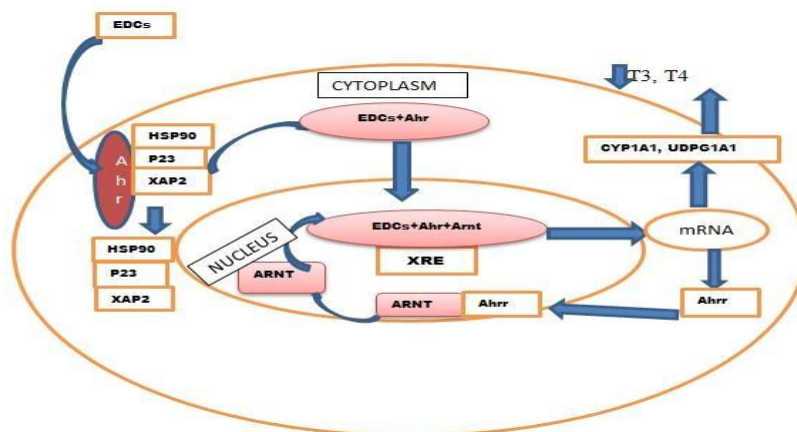 EDCs
CYTOPLASM
T3, T4
EDCs+Ahr
HSP90
P23
XAP2
Ahr
CYP1A1, UDPG1A1
EDCs+Ahr+Arnt
mRNA
XRE
NUCLEUS
HSP90
P23
XAP2
ARNT
ARNT
Ahrr
Ahrr